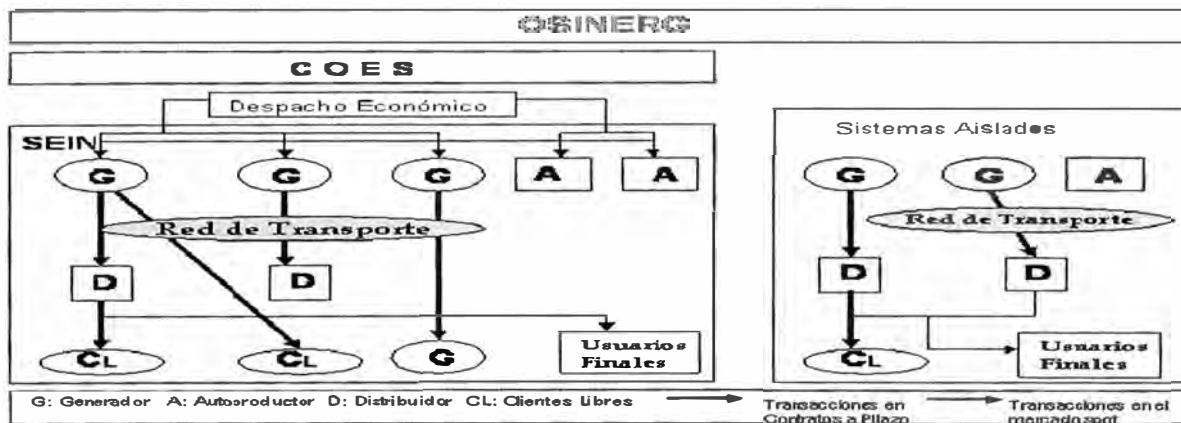 OSINERG
COES
Despacho Económico
SEIN
G G G A A
Red de Transporte
D D
CL CL G
Usuarios
Finales
Sistemas Aislados
G G A
Red de Transporte
D D
CL
Usuarios
Finales
G: Generador A: Autoproductor D: Distribuidor CL: Clientes Libres
Transacciones en
Contratos a Pllazo
Transacciones en el
mercado spot